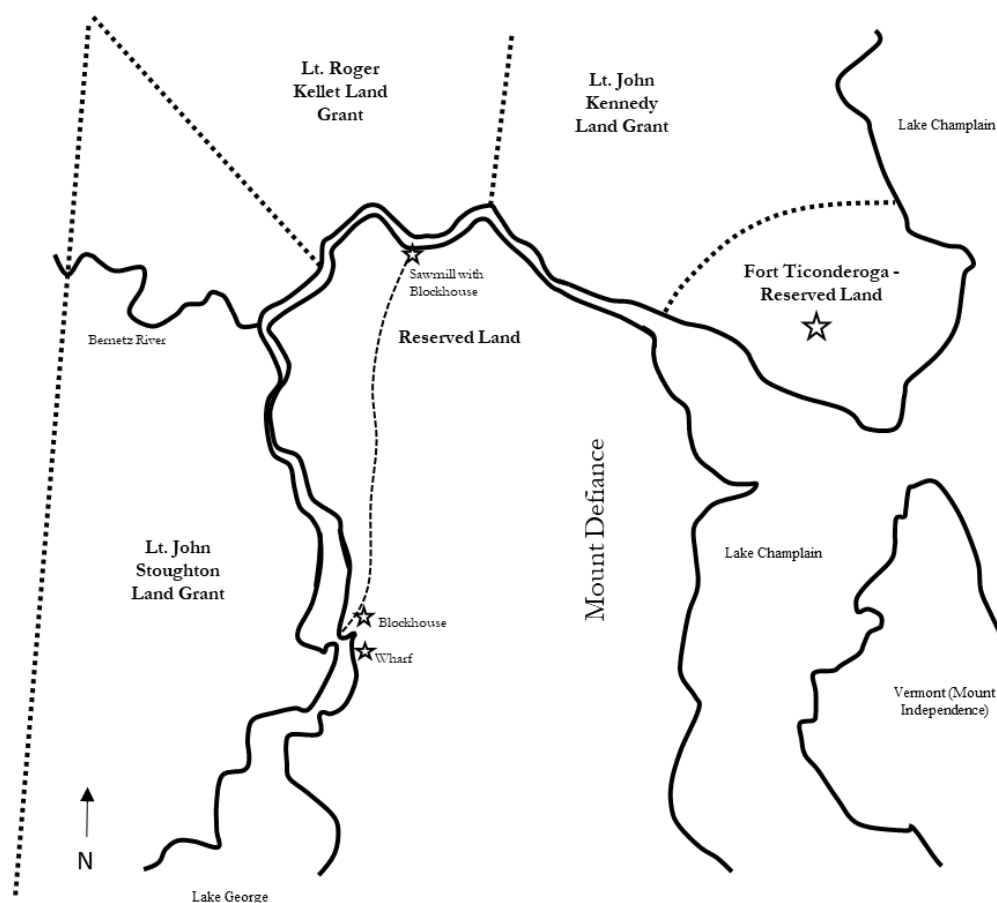 Lt. Roger
Kellet Land
Grant
Lt. John
Kennedy
Land Grant
Lake Champlain
Fort Ticonderoga -
Reserved Land
Sawmill with
Blockhouse
Bernetz River
Reserved Land
Mount Defiance
Lt. John
Stoughton
Land Grant
Lake Champlain
Blockhouse
Wharf
Vermont (Mount
Independence)
N
Lake George